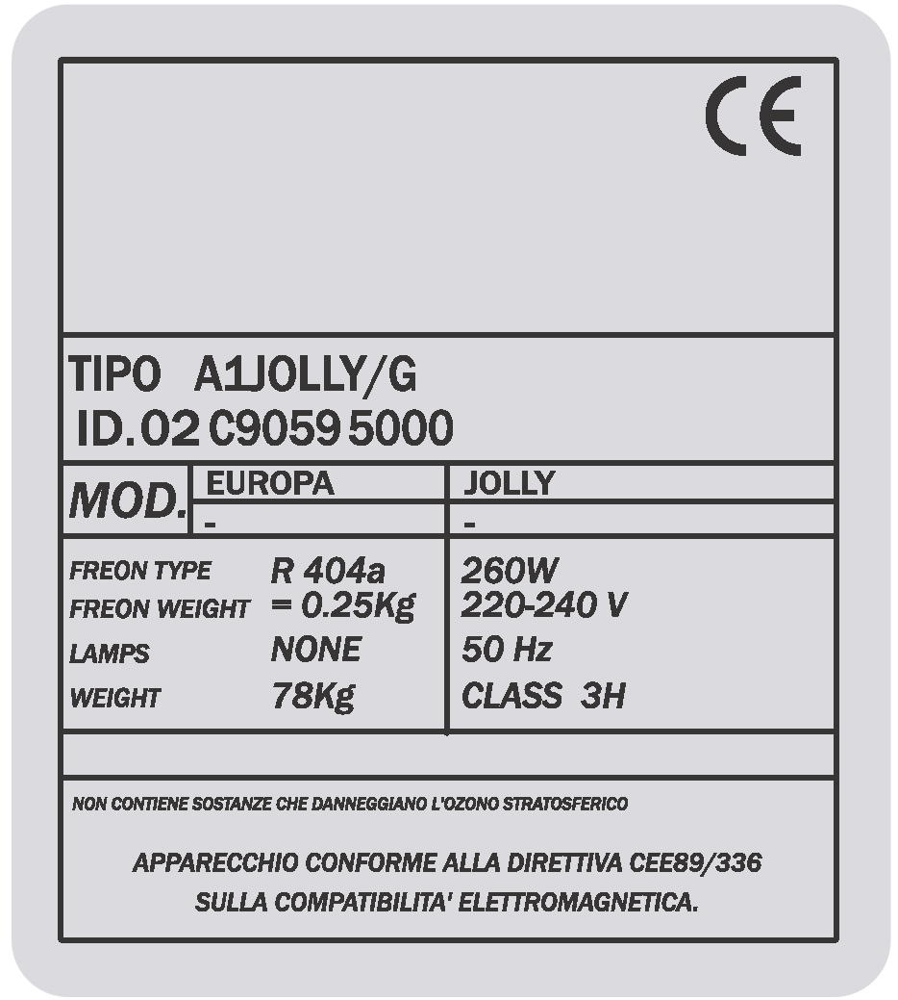 CE
TIPO A1JOLLY/G
ID. 02 C9059 5000
MOD. EUROPA JOLLY
- -
FREON TYPE R 404a 260W
FREON WEIGHT = 0.25Kg 220-240 V
LAMPS NONE 50 Hz
WEIGHT 78Kg CLASS 3H
NON CONTIENE SOSTANZE CHE DANNEGGIANO L'OZONO STRATOSFERICO
APPARECCHIO CONFORME ALLA DIRETTIVA CEE89/336
SULLA COMPATIBILITA' ELETTROMAGNETICA.